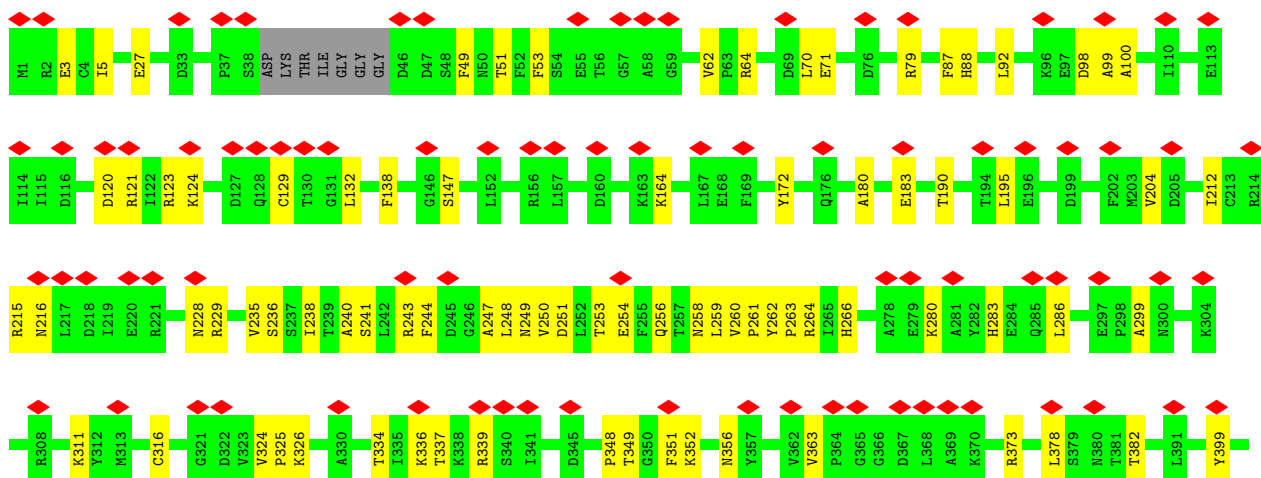 M1 R2 E3 C4 I5 E27 D33 P37 S38 ASP LYS THR ILE GLY GLY GLY D46 D47 S48 F49 N50 T51 F52 F53 S54 E55 T56 G57 A58 G59 V62 P63 R64 D69 L70 E71 D76 R79 F87 H88 L92 K96 E97 D98 A99 A100 I110 E113
I114 I115 D116 D120 R121 I122 R123 K124 D127 Q128 C129 T130 G131 L132 F138 G146 S147 L152 R156 L157 D160 K163 K164 L167 E168 F169 Y172 Q176 A180 E183 T190 T194 L195 E196 D199 F202 M203 V204 D205 I212 C213 R214
R215 N216 L217 D218 I219 E220 R221 N228 R229 V235 S236 S237 I238 T239 A240 S241 L242 R243 F244 D245 G246 A247 L248 N249 V250 D251 L252 T253 E254 F255 Q256 T257 N258 L259 V260 P261 Y262 P263 R264 I265 H266 A278 E279 K280 A281 Y282 H283 E284 Q285 L286 E297 P298 A299 N300 K304
R308 K311 Y312 M313 C316 G321 D322 V323 V324 P325 K326 A330 T334 I335 K336 T337 K338 R339 S340 I341 D345 P348 T349 G350 F351 K352 N356 Y357 V362 V363 P364 G365 G366 D367 L368 A369 K370 R373 L378 S379 N380 T381 T382 L391 Y399